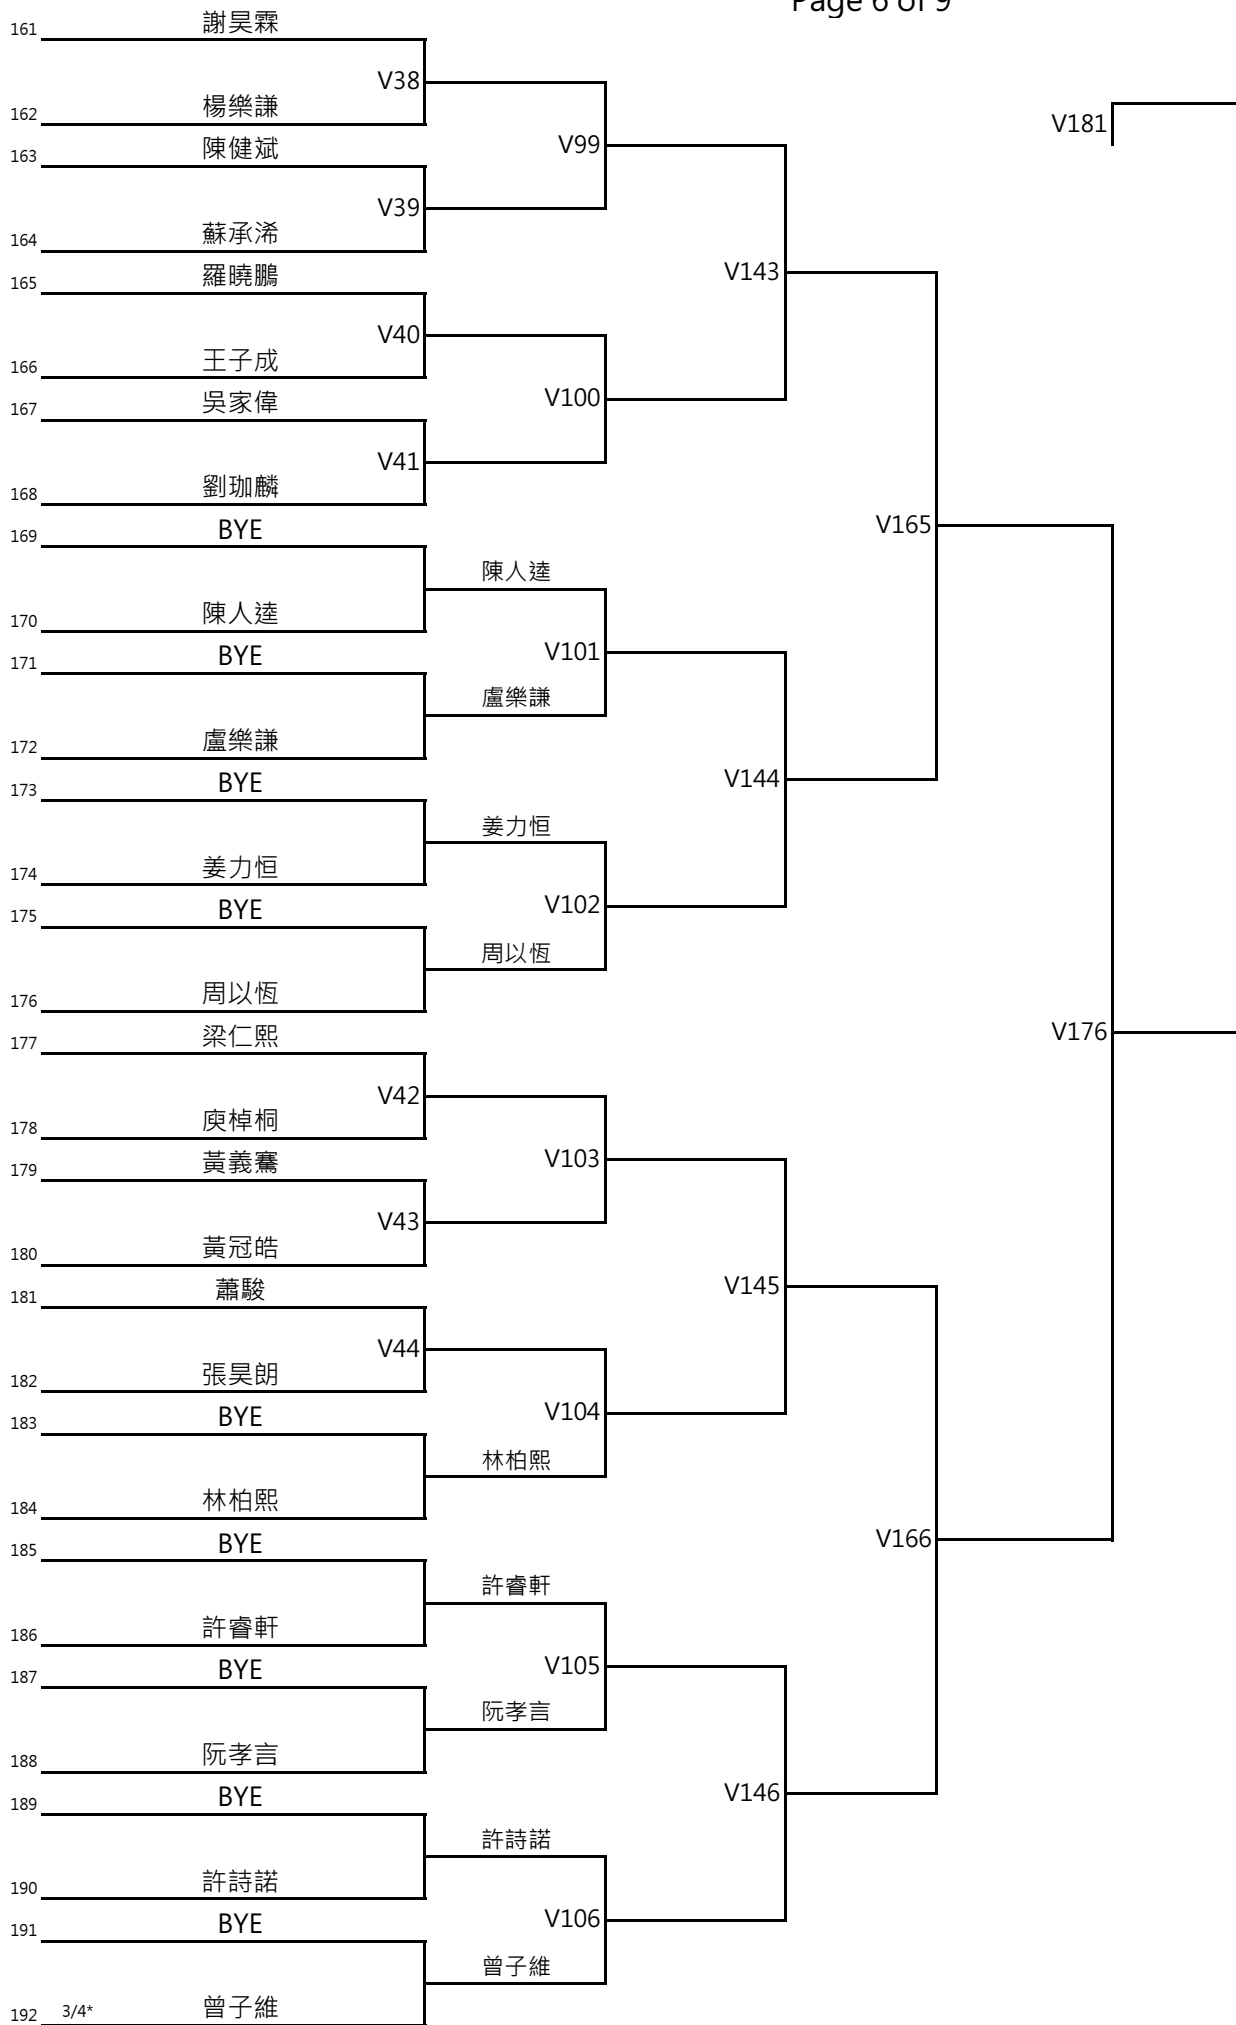 Page 6 of 9
161 謝昊霖
V38
162 楊樂謙
V181
163 陳健斌
V99
V39
164 蘇承浠
165 羅曉鵬
V143
V40
166 王子成
167 吳家偉
V100
V41
168 劉珈麟
169 BYE
V165
陳人逵
170 陳人逵
171 BYE
V101
盧樂謙
172 盧樂謙
173 BYE
V144
姜力恒
174 姜力恒
175 BYE
V102
周以恆
176 周以恆
177 梁仁熙
V176
V42
178 庾棹桐
179 黃義騫
V103
V43
180 黃冠皓
181 蕭駿
V145
V44
182 張昊朗
183 BYE
V104
林柏熙
184 林柏熙
185 BYE
V166
許睿軒
186 許睿軒
187 BYE
V105
阮孝言
188 阮孝言
189 BYE
V146
許詩諾
190 許詩諾
191 BYE
V106
曾子維
192 3/4* 曾子維